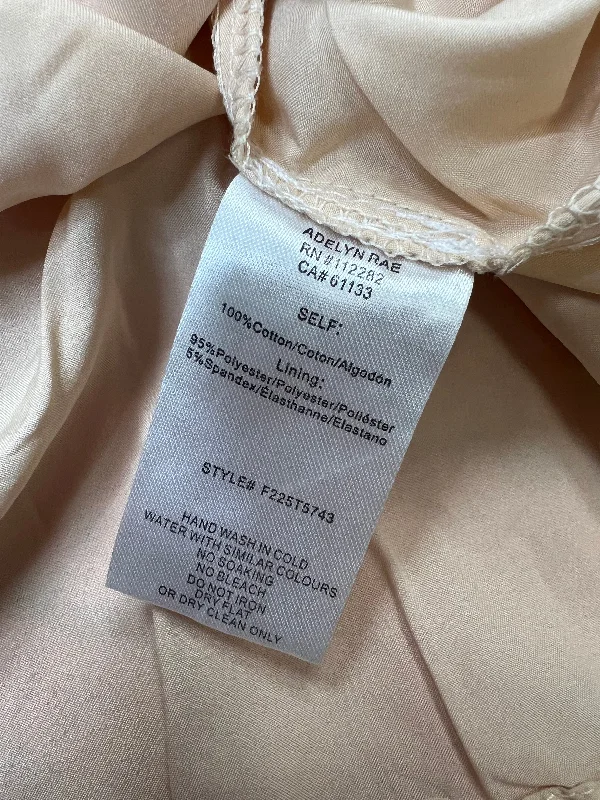 ADELYN RAE
RN #112282
CA# 61133
SELF:
100%Cotton/Coton/Algodón
Lining:
95%Polyester/Polyester/Poliéster
5%Spandex/Elasthanne/Elastano
STYLE# F225T5743
HAND WASH IN COLD
WATER WITH SIMILAR COLOURS
NO SOAKING
NO BLEACH
DO NOT IRON
DRY FLAT
OR DRY CLEAN ONLY